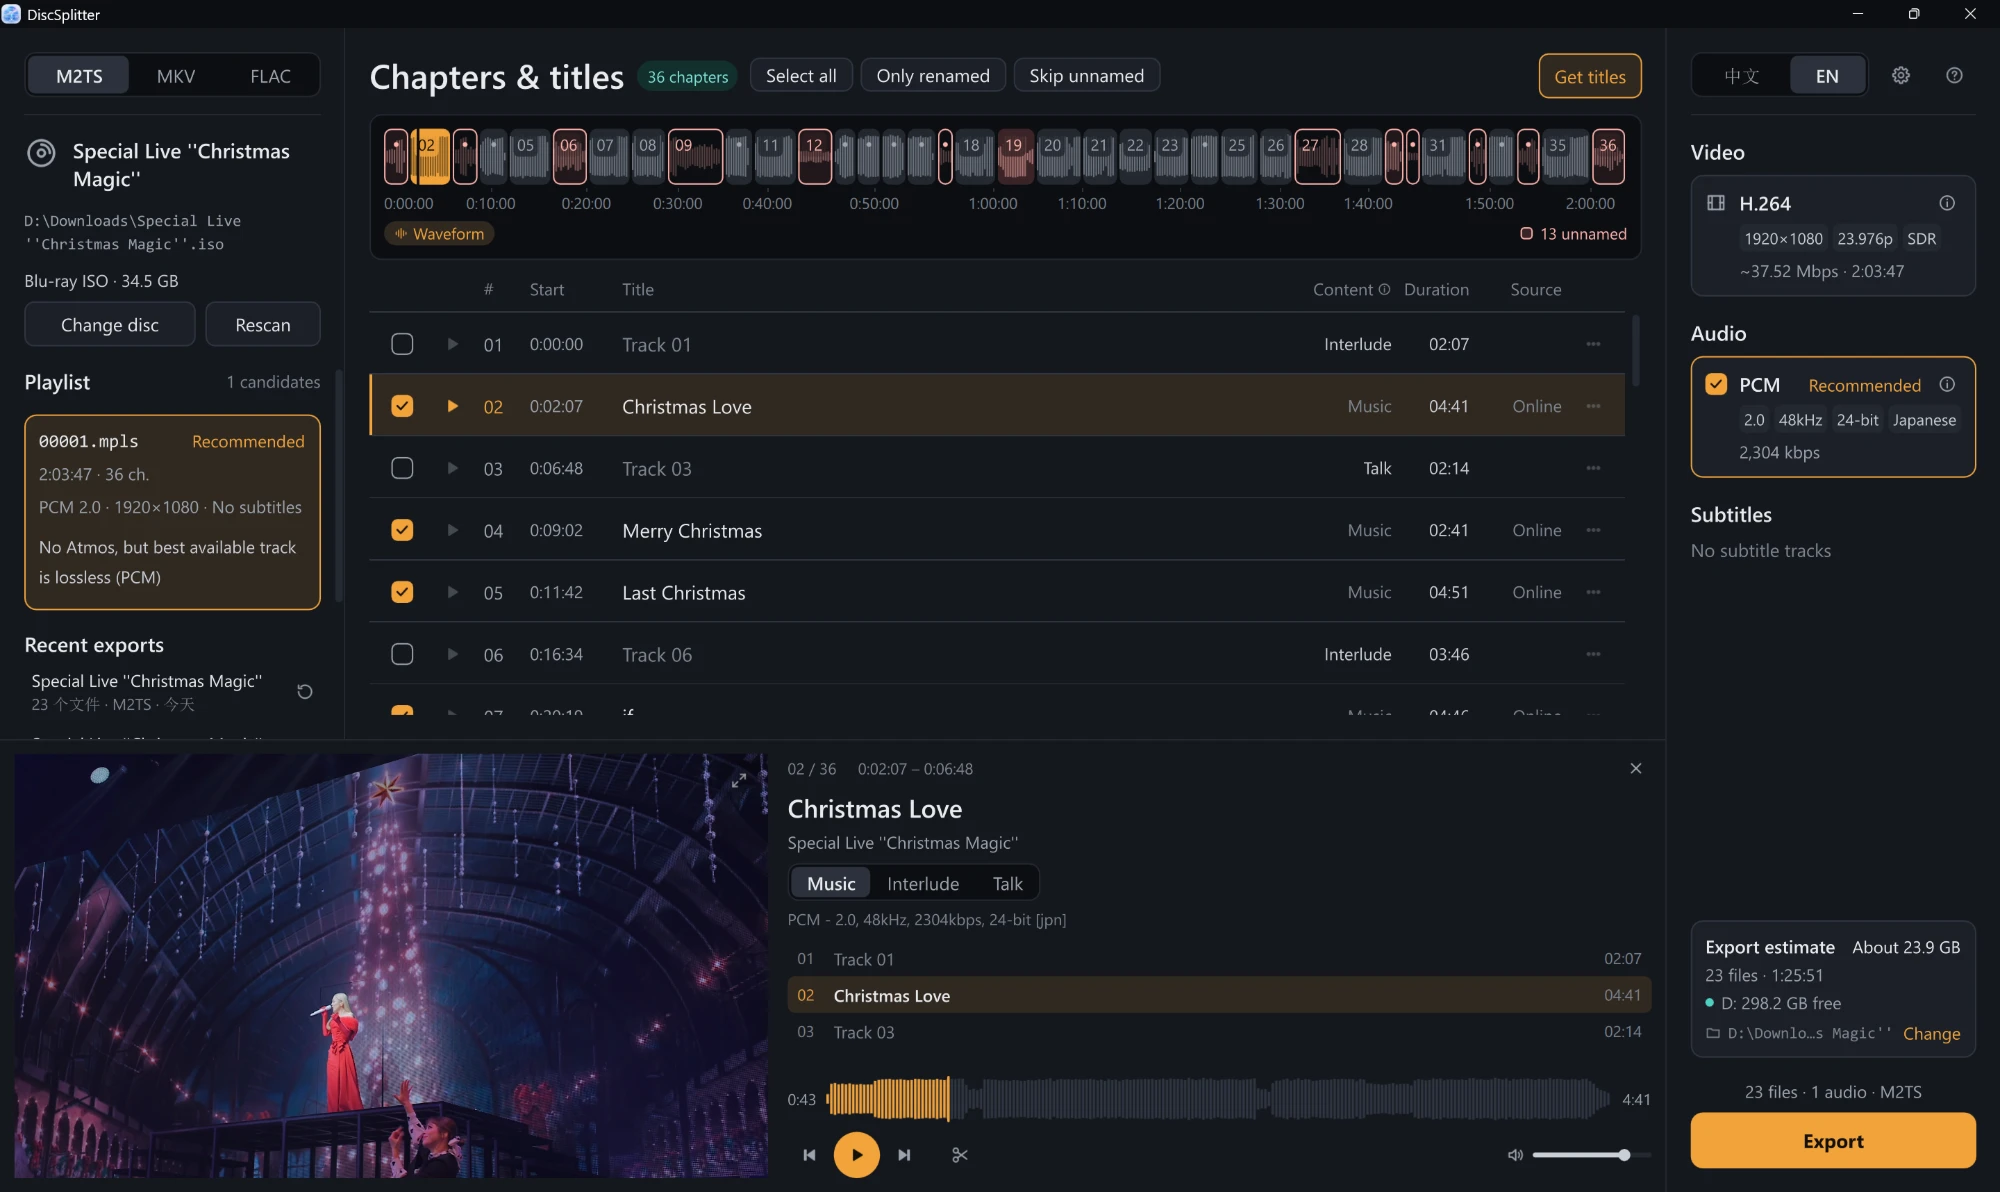 DiscSplitter
M2TS
MKV
FLAC
Special Live ''Christmas
Magic''
D:\Downloads\Special Live
''Christmas Magic''.iso
Blu-ray ISO · 34.5 GB
Change disc
Rescan
Playlist
1 candidates
00001.mpls
Recommended
2:03:47 · 36 ch.
PCM 2.0 · 1920×1080 · No subtitles
No Atmos, but best available track
is lossless (PCM)
Recent exports
Special Live ''Christmas Magic''
23 个文件 · M2TS · 今天
Chapters & titles
36 chapters
Select all
Only renamed
Skip unnamed
Get titles
02 05 06 07 08 09 11 12 18 19 20 21 22 23 25 26 27 28 31 35 36
0:00:00 0:10:00 0:20:00 0:30:00 0:40:00 0:50:00 1:00:00 1:10:00 1:20:00 1:30:00 1:40:00 1:50:00 2:00:00
Waveform
13 unnamed
# Start Title Content Duration Source
01 0:00:00 Track 01 Interlude 02:07
02 0:02:07 Christmas Love Music 04:41 Online
03 0:06:48 Track 03 Talk 02:14
04 0:09:02 Merry Christmas Music 02:41 Online
05 0:11:42 Last Christmas Music 04:51 Online
06 0:16:34 Track 06 Interlude 03:46
02 / 36 0:02:07 – 0:06:48
Christmas Love
Special Live ''Christmas Magic''
Music
Interlude
Talk
PCM - 2.0, 48kHz, 2304kbps, 24-bit [jpn]
01 Track 01 02:07
02 Christmas Love 04:41
03 Track 03 02:14
0:43
4:41
中文
EN
Video
H.264
1920×1080 23.976p SDR
~37.52 Mbps · 2:03:47
Audio
PCM Recommended
2.0 48kHz 24-bit Japanese
2,304 kbps
Subtitles
No subtitle tracks
Export estimate About 23.9 GB
23 files · 1:25:51
D: 298.2 GB free
D:\Downlo…s Magic'' Change
23 files · 1 audio · M2TS
Export